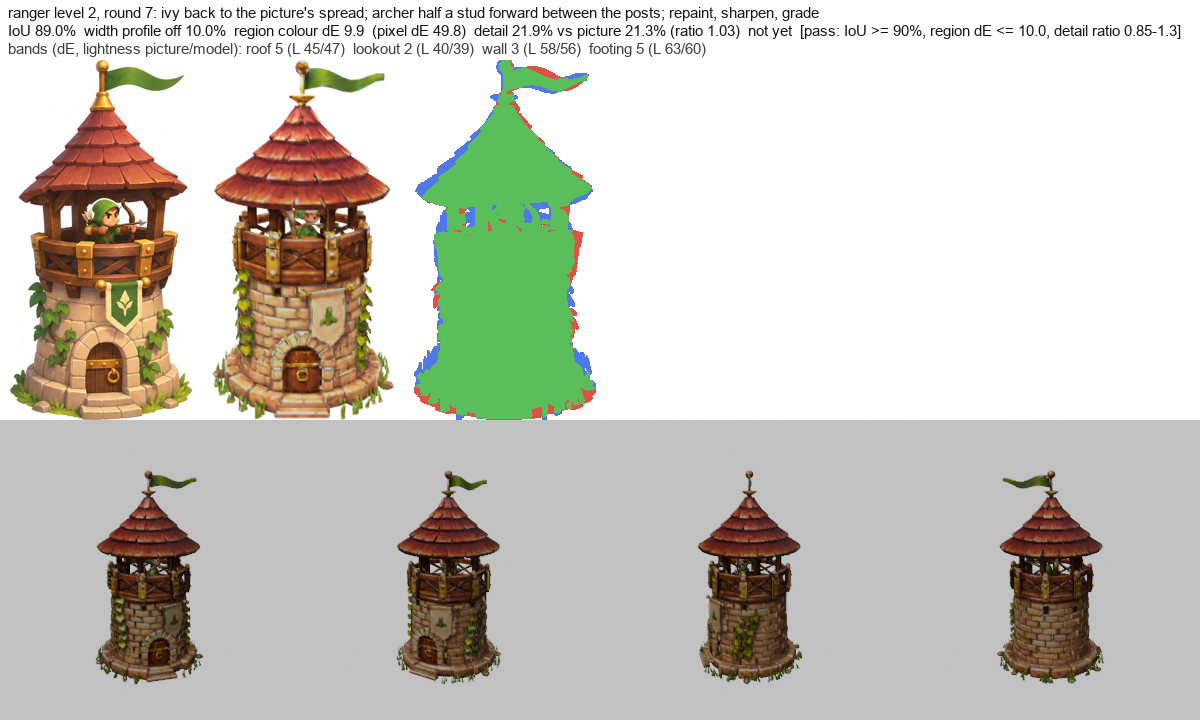 ranger level 2, round 7: ivy back to the picture's spread; archer half a stud forward between the posts; repaint, sharpen, grade
IoU 89.0%  width profile off 10.0%  region colour dE 9.9  (pixel dE 49.8)  detail 21.9% vs picture 21.3% (ratio 1.03)  not yet  [pass: IoU >= 90%, region dE <= 10.0, detail ratio 0.85-1.3]
bands (dE, lightness picture/model): roof 5 (L 45/47)  lookout 2 (L 40/39)  wall 3 (L 58/56)  footing 5 (L 63/60)